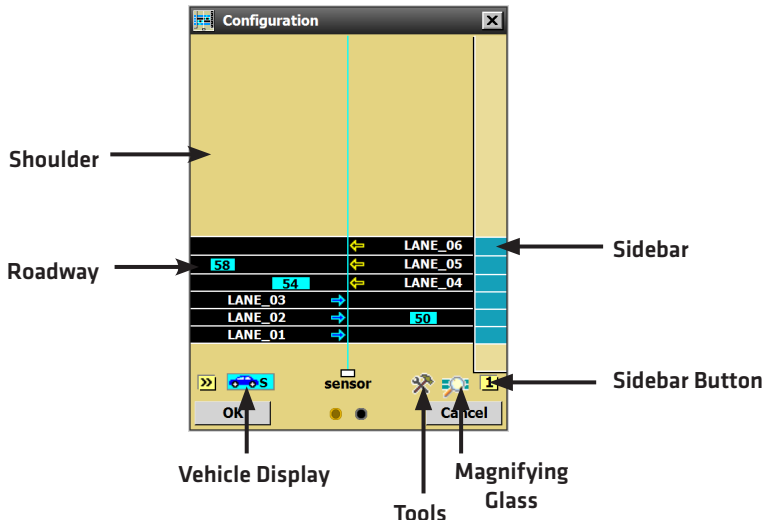 Configuration
Shoulder
LANE_06
Sidebar
58
LANE_05
Roadway
54
LANE_04
LANE_03
LANE_02
50
LANE_01
S
sensor
1
Sidebar Button
OK
Cancel
Vehicle Display
Magnifying
Glass
Tools